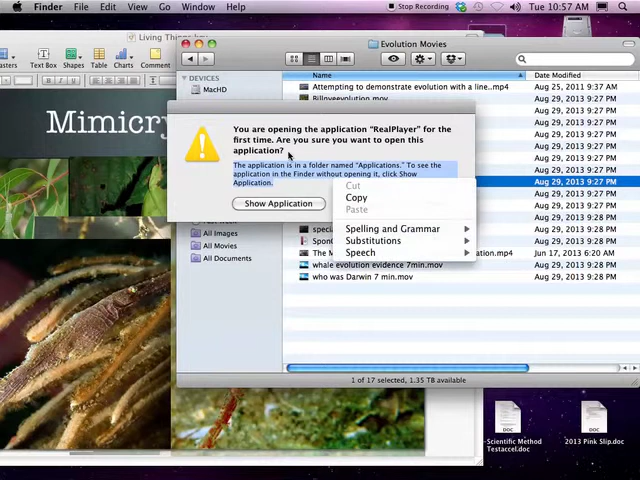 Finder File Edit View Go Window Help Stop Recording Tue 10:57 AM
Living Things.key
Evolution Movies
Text Box Shapes Table Charts Comment
DEVICES
MacHD
Name Date Modified
Attempting to demonstrate evolution with a line..mp4 Aug 25, 2011 9:37 AM
Billnyeevolution.mov Aug 29, 2013 9:27 PM
Aug 29, 2013 9:27 PM
Aug 29, 2013 9:27 PM
Aug 29, 2013 9:27 PM
Aug 29, 2013 9:27 PM
Aug 29, 2013 9:27 PM
Aug 29, 2013 9:27 PM
Aug 29, 2013 9:27 PM
Mimicry
You are opening the application “RealPlayer” for the
first time. Are you sure you want to open this
application?
The application is in a folder named “Applications.” To see the
application in the Finder without opening it, click Show
Application.
Show Application
Cut
Copy
Paste
Spelling and Grammar
Substitutions
Speech
All Images
All Movies
All Documents
Aug 29, 2013 9:27 PM
Aug 29, 2013 9:28 PM
Aug 29, 2013 9:28 PM
The M ation.mp4 Jun 17, 2013 6:20 AM
whale evolution evidence 7min.mov Aug 29, 2013 9:28 PM
who was Darwin 7 min.mov Aug 29, 2013 9:28 PM
1 of 17 selected, 1.35 TB available
DOC
-Scientific Method
Testaccel.doc
DOC
2013 Pink Slip.doc